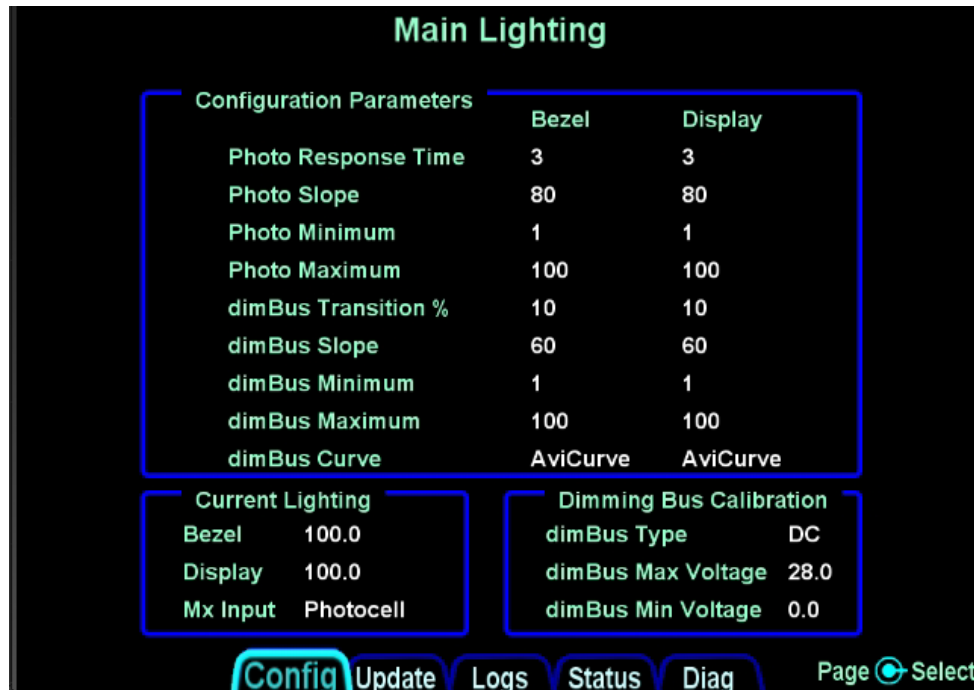 Main Lighting
Configuration Parameters
Bezel Display
Photo Response Time 3 3
Photo Slope 80 80
Photo Minimum 1 1
Photo Maximum 100 100
dimBus Transition % 10 10
dimBus Slope 60 60
dimBus Minimum 1 1
dimBus Maximum 100 100
dimBus Curve AviCurve AviCurve
Current Lighting
Bezel 100.0
Display 100.0
Mx Input Photocell
Dimming Bus Calibration
dimBus Type DC
dimBus Max Voltage 28.0
dimBus Min Voltage 0.0
Config Update Logs Status Diag Page Select